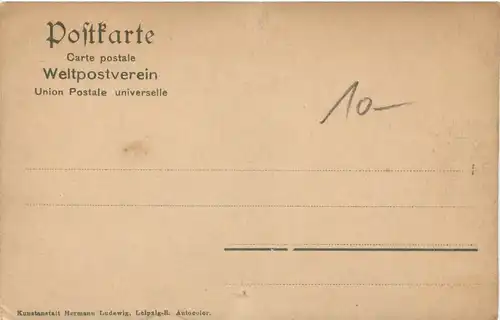 Poſtkarte
Carte postale
Weltpostverein
Union Postale universelle
10-
Kunstanstalt Hermann Ludewig, Leipzig-R. Autocolor.